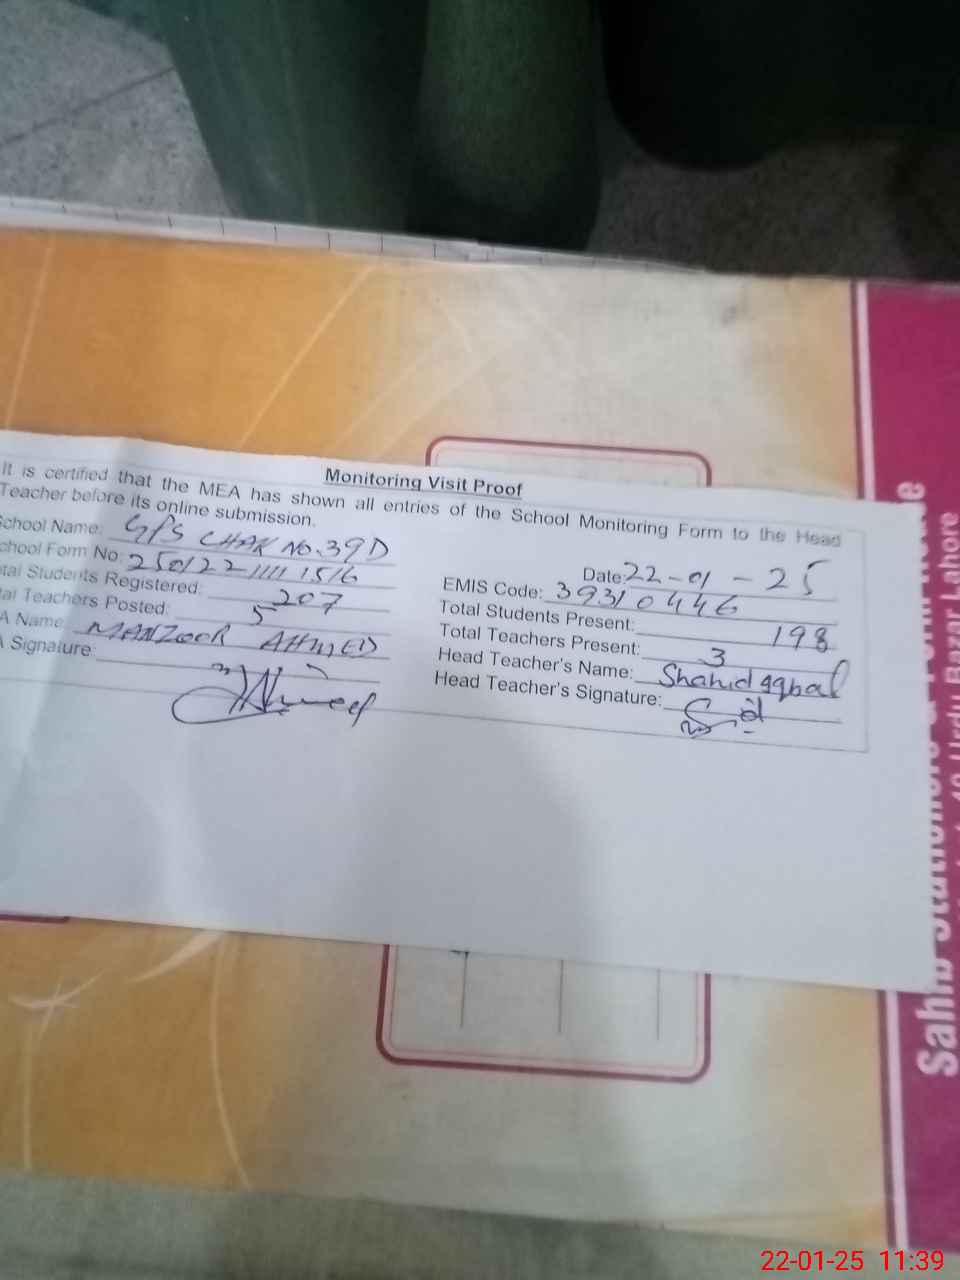 Monitoring Visit Proof
It is certified that the MEA has shown all entries of the School Monitoring Form to the Head
Teacher before its online submission.
School Name: GPS CHAK NO. 39D
Date: 22-01-25
chool Form No: 250122111111516
EMIS Code: 39310446
tal Students Registered: 207
Total Students Present: 198
tal Teachers Posted: 5
Total Teachers Present: 3
A Name: MANZOOR AHMED
Head Teacher's Name: Shahid Iqbal
A Signature:
Head Teacher's Signature:
Sahib
Urdu Bazar Lahore
22-01-25 11:39